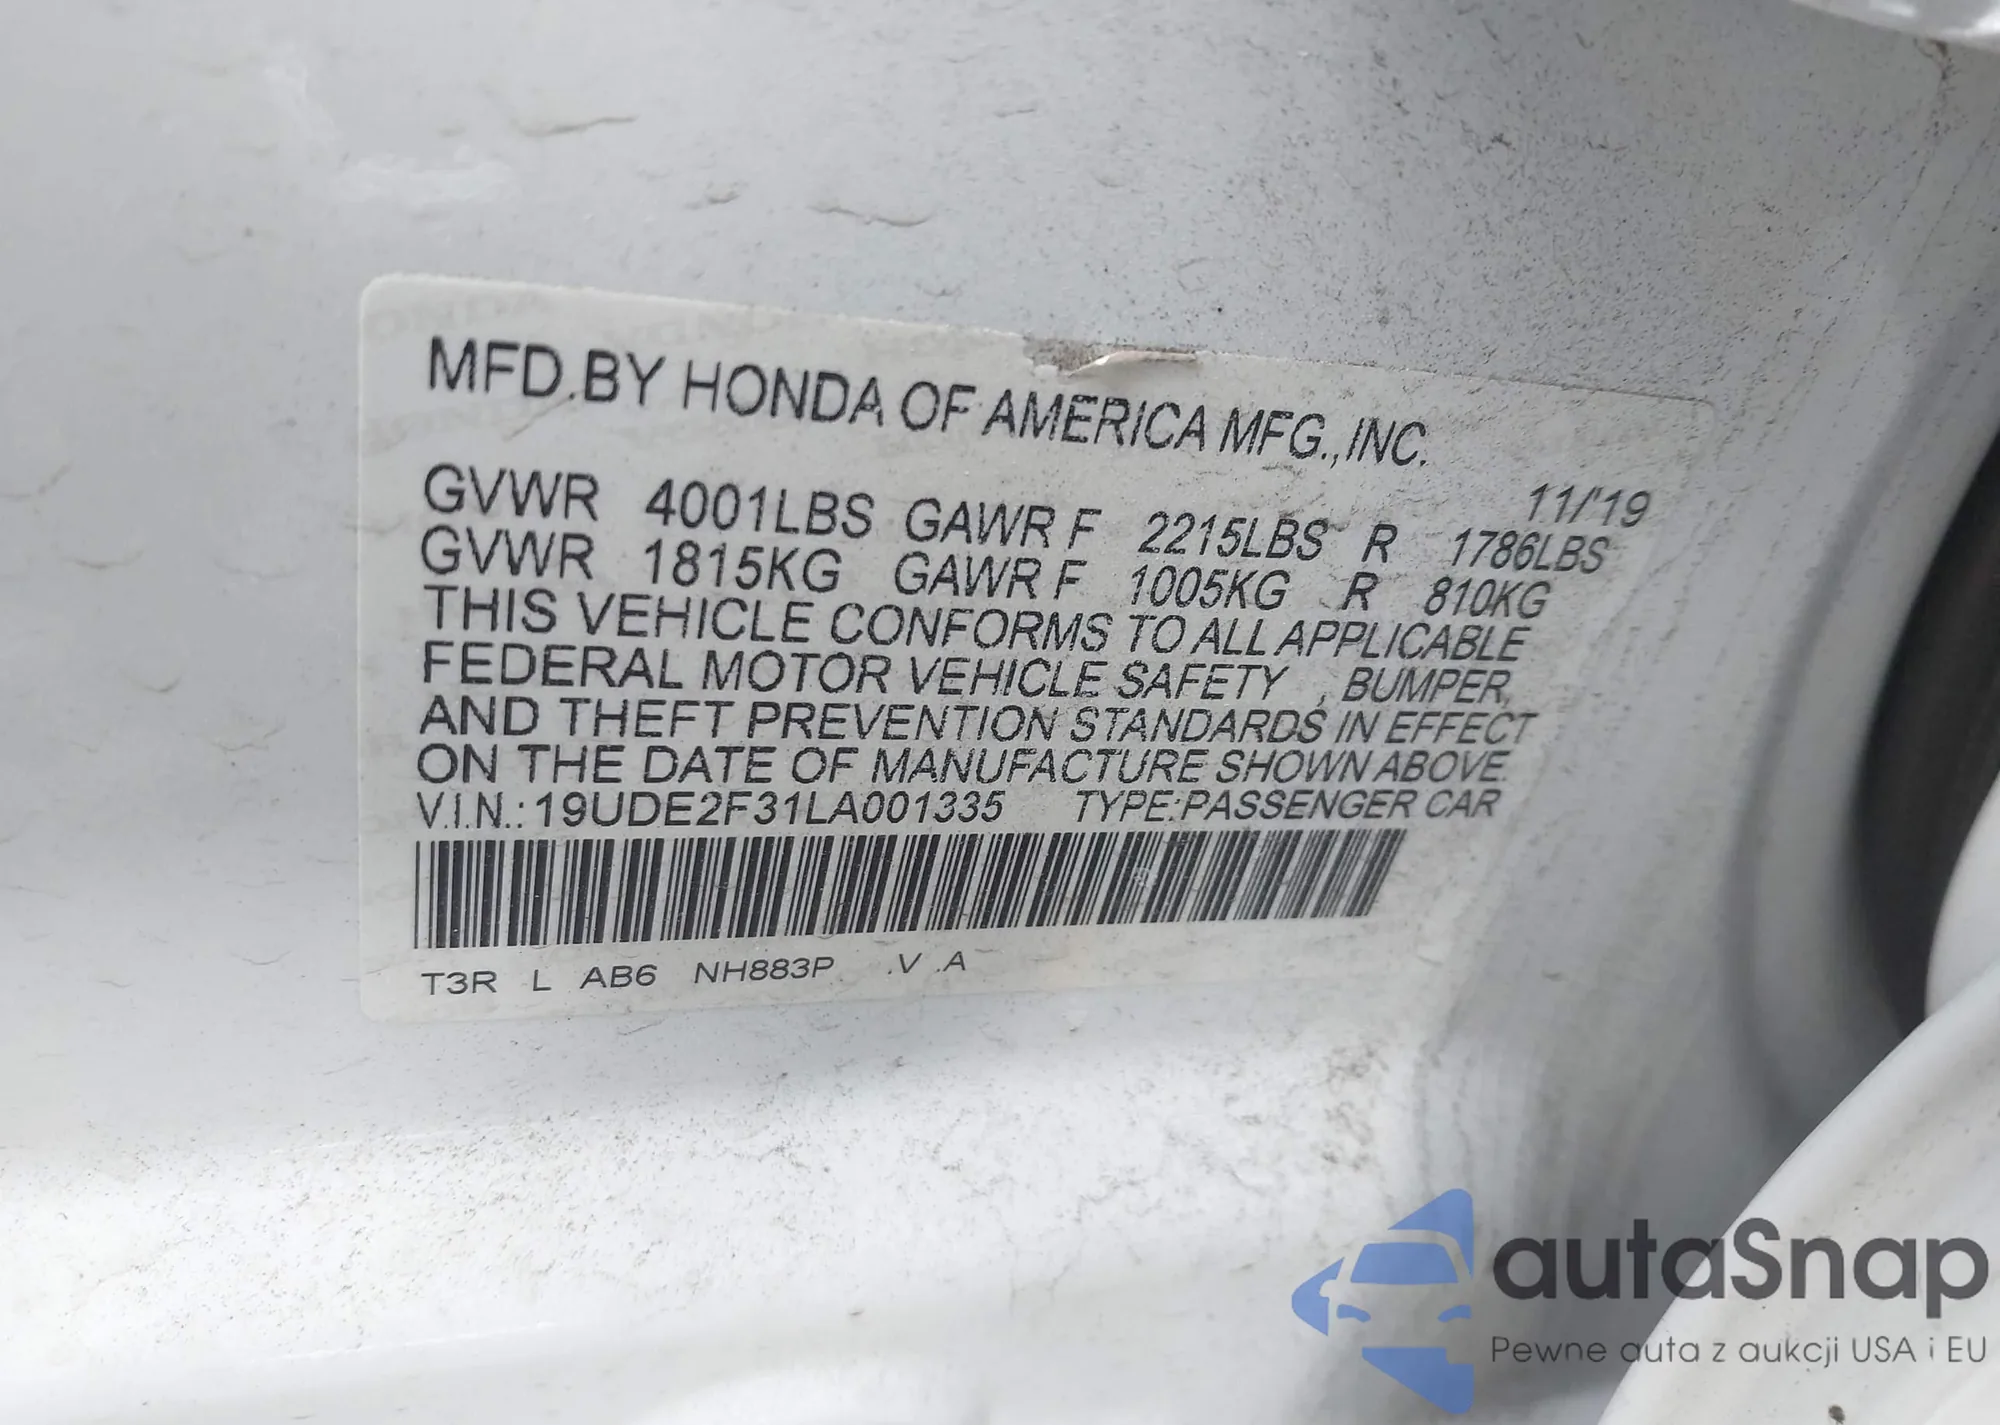 MFD.BY HONDA OF AMERICA MFG.,INC.
11/'19
GVWR 4001LBS GAWR F 2215LBS R 1786LBS
GVWR 1815KG GAWR F 1005KG R 810KG
THIS VEHICLE CONFORMS TO ALL APPLICABLE
FEDERAL MOTOR VEHICLE SAFETY , BUMPER,
AND THEFT PREVENTION STANDARDS IN EFFECT
ON THE DATE OF MANUFACTURE SHOWN ABOVE.
V.I.N.: 19UDE2F31LA001335 TYPE:PASSENGER CAR
T3R L AB6 NH883P .V .A
autaSnap
Pewne auta z aukcji USA i EU